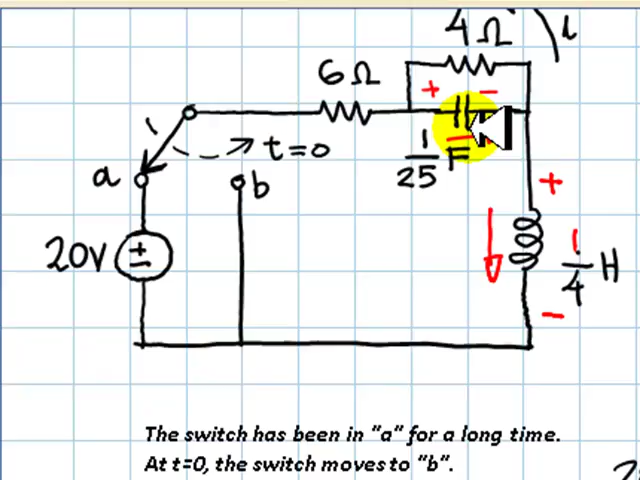 4Ω
6Ω
+ −
t=0
1/25 F
a
b
+
20V
+
−
1/4 H
−
The switch has been in "a" for a long time.
At t=0, the switch moves to "b".